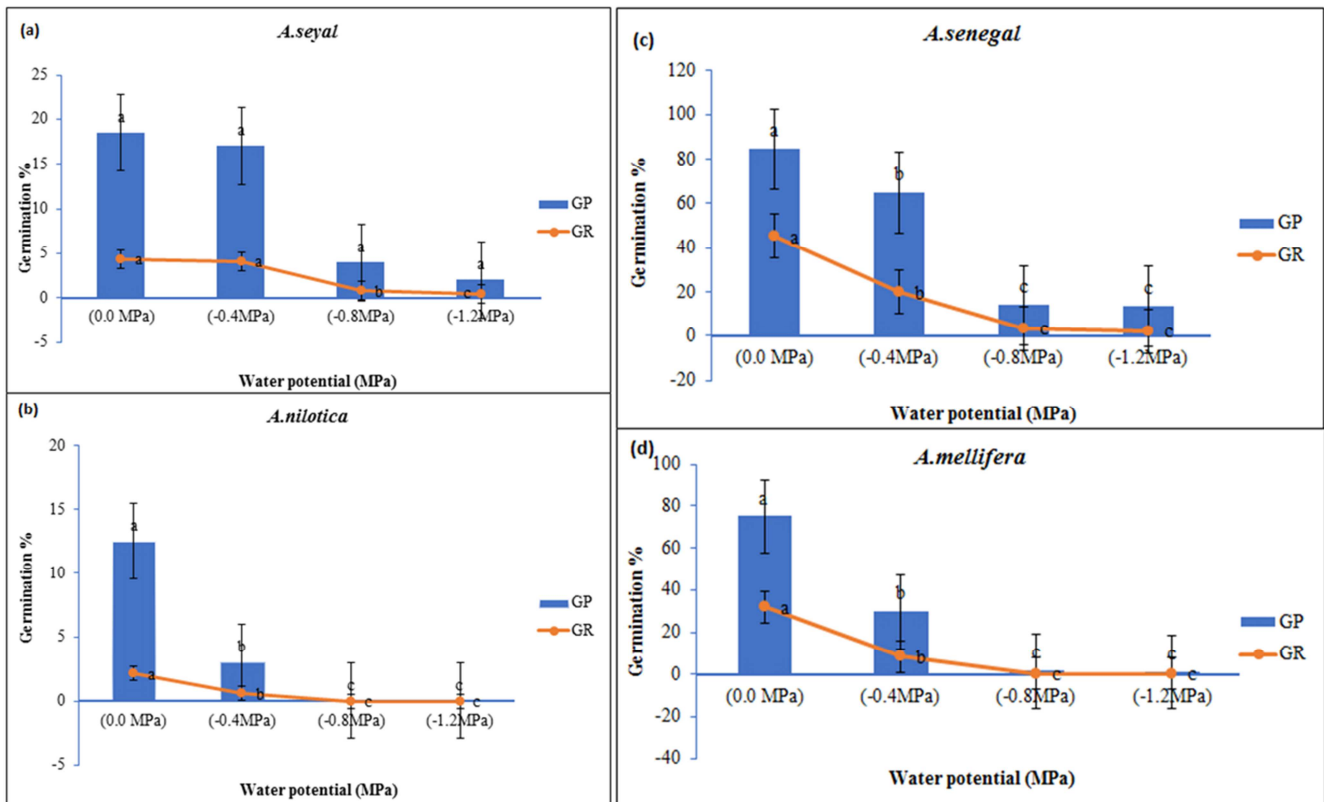 (a)
A.seyal
25
20
15
10
5
0
-5
Germination %
a
a
a
a
a
a
b
c
(0.0 MPa)
(-0.4MPa)
(-0.8MPa)
(-1.2MPa)
Water potential (MPa)
GP
GR
(b)
A.nilotica
20
15
10
5
0
-5
Germination %
a
b
c
c
a
b
c
c
(0.0 MPa)
(-0.4MPa)
(-0.8MPa)
(-1.2MPa)
Water potential (MPa)
GP
GR
(c)
A.senegal
120
100
80
60
40
20
0
-20
Germination %
a
b
c
c
a
b
c
c
(0.0 MPa)
(-0.4MPa)
(-0.8MPa)
(-1.2MPa)
Water potential (MPa)
GP
GR
(d)
A.mellifera
100
80
60
40
20
0
-20
-40
Germination %
a
b
c
c
a
b
c
c
(0.0 MPa)
(-0.4MPa)
(-0.8MPa)
(-1.2MPa)
Water potential (MPa)
GP
GR